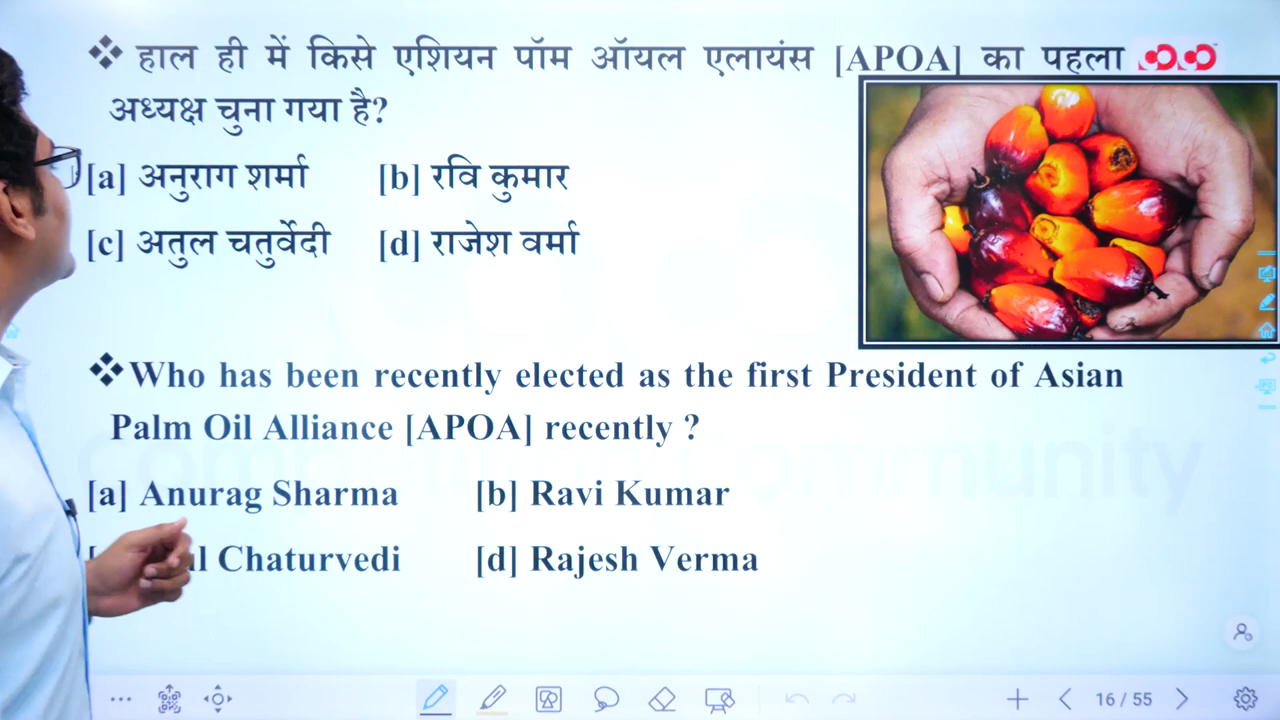 ❖ हाल ही में किसे एशियन पॉम ऑयल एलायंस [APOA] का पहला
अध्यक्ष चुना गया है?
[a] अनुराग शर्मा [b] रवि कुमार
[c] अतुल चतुर्वेदी [d] राजेश वर्मा
❖Who has been recently elected as the first President of Asian
Palm Oil Alliance [APOA] recently ?
[a] Anurag Sharma [b] Ravi Kumar
Chaturvedi [d] Rajesh Verma
Community
16 / 55